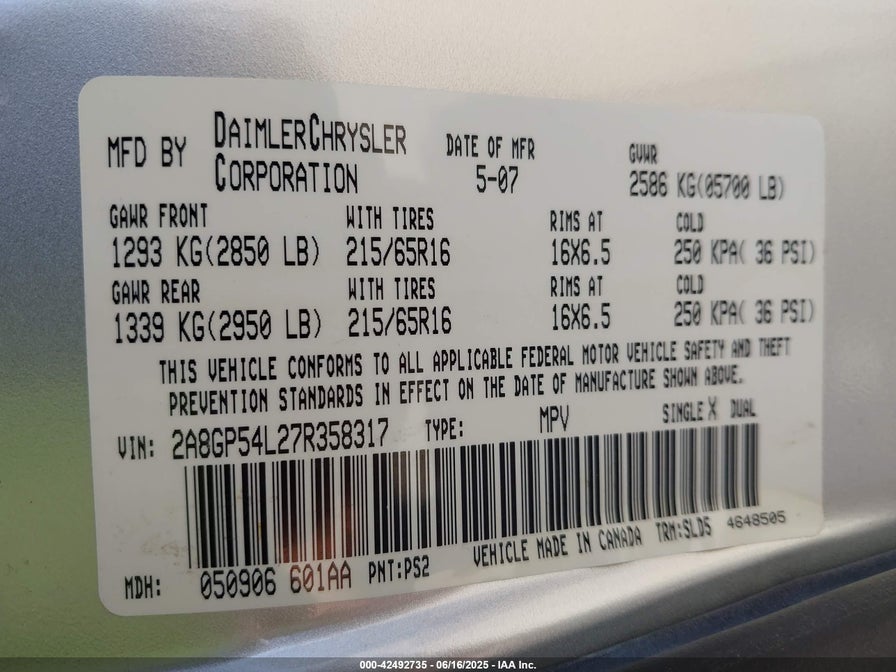 MFD BY DAIMLERCHRYSLER CORPORATION DATE OF MFR 5-07 GVWR 2586 KG(05700 LB)
GAWR FRONT WITH TIRES RIMS AT COLD
1293 KG(2850 LB) 215/65R16 16X6.5 250 KPA( 36 PSI)
GAWR REAR WITH TIRES RIMS AT COLD
1339 KG(2950 LB) 215/65R16 16X6.5 250 KPA( 36 PSI)
THIS VEHICLE CONFORMS TO ALL APPLICABLE FEDERAL MOTOR VEHICLE SAFETY AND THEFT
PREVENTION STANDARDS IN EFFECT ON THE DATE OF MANUFACTURE SHOWN ABOVE.
VIN: 2A8GP54L27R358317 TYPE: MPV SINGLE X DUAL
MDH: 050906 601AA PNT:PS2 VEHICLE MADE IN CANADA TRM:SLD5 4648505
000-42492735 - 06/16/2025 - IAA Inc.